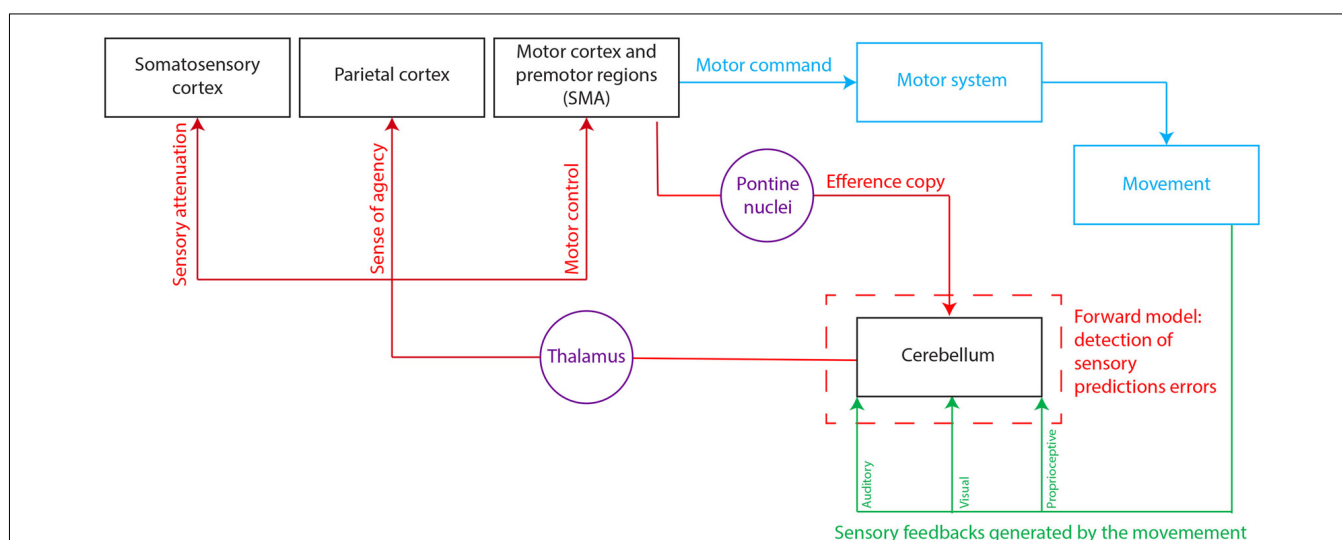 Somatosensory
cortex
Parietal cortex
Motor cortex and
premotor regions
(SMA)
Motor command
Motor system
Movement
Sensory attenuation
Sense of agency
Motor control
Pontine
nuclei
Efference copy
Thalamus
Cerebellum
Forward model:
detection of
sensory
predictions errors
Auditory
Visual
Proprioceptive
Sensory feedbacks generated by the movemement